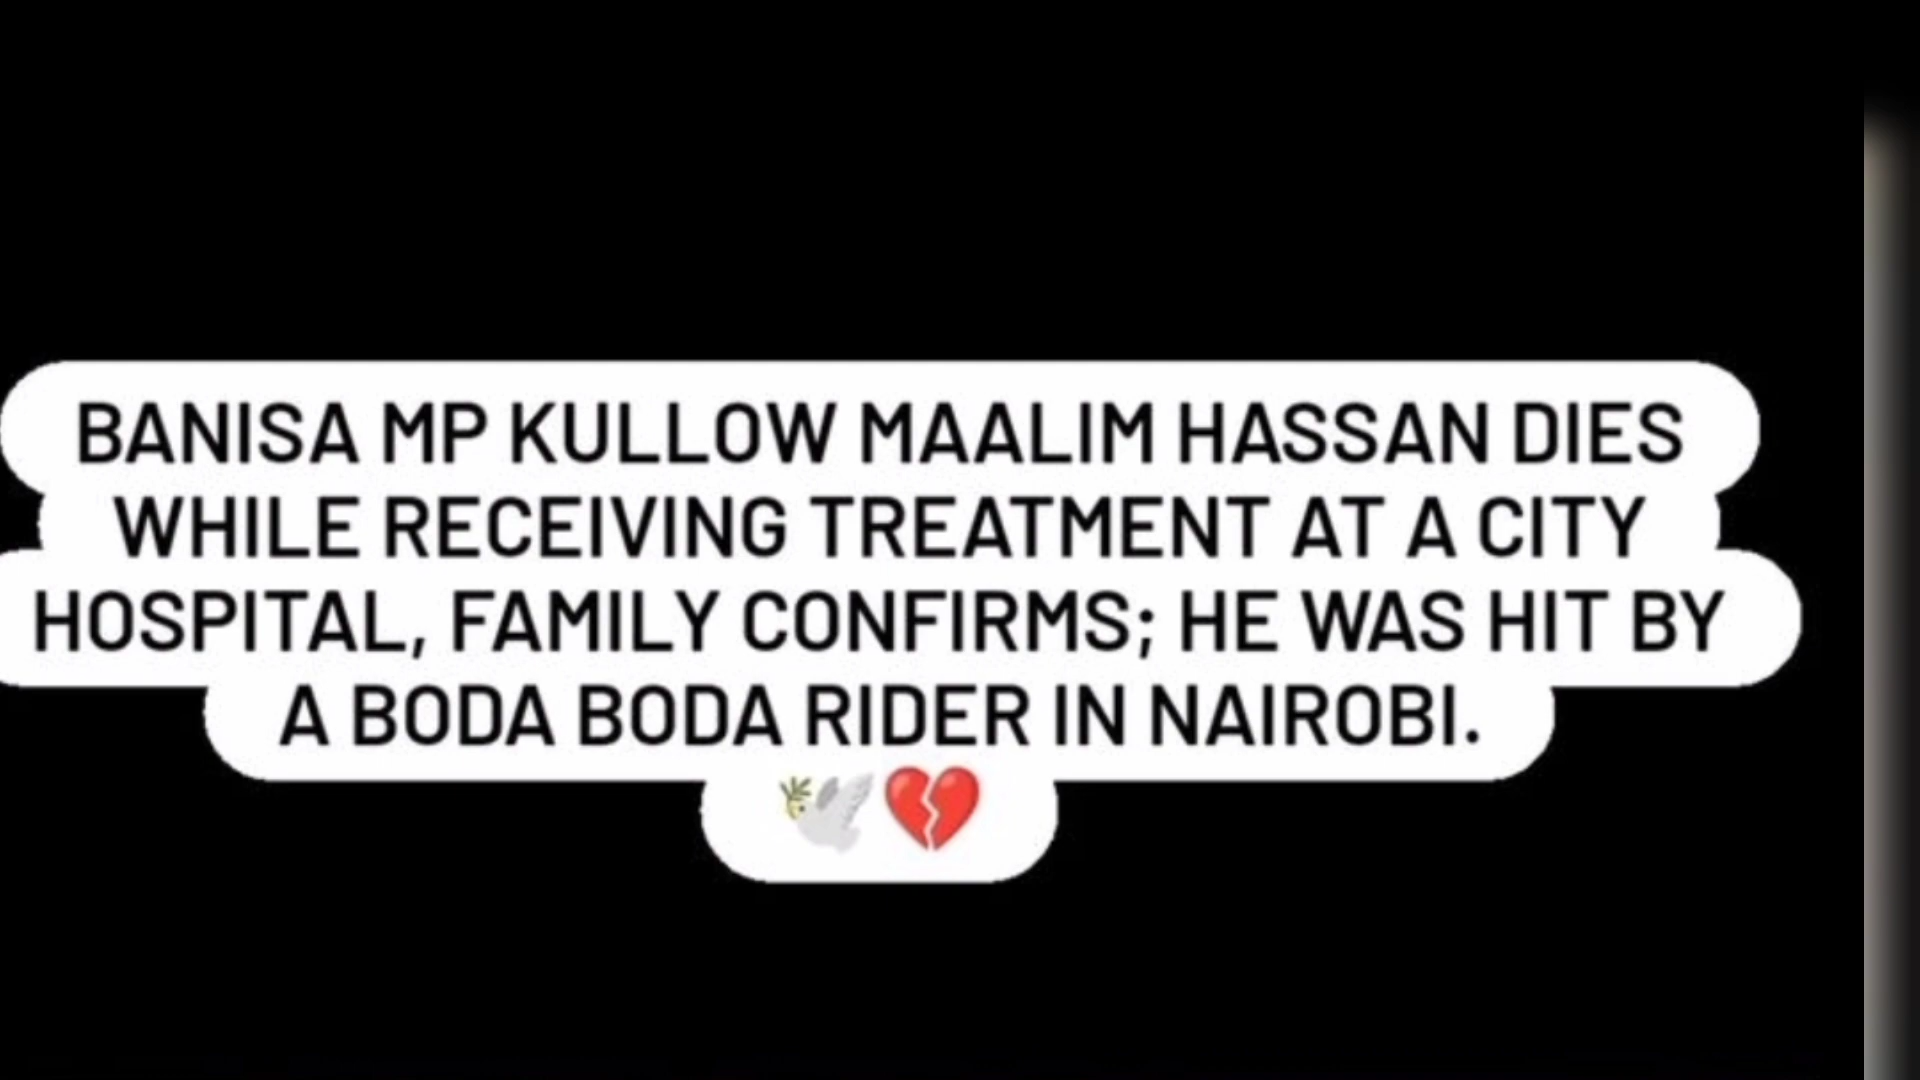 BANISA MP KULLOW MAALIM HASSAN DIES
WHILE RECEIVING TREATMENT AT A CITY
HOSPITAL, FAMILY CONFIRMS; HE WAS HIT BY
A BODA BODA RIDER IN NAIROBI.
🕊️💔